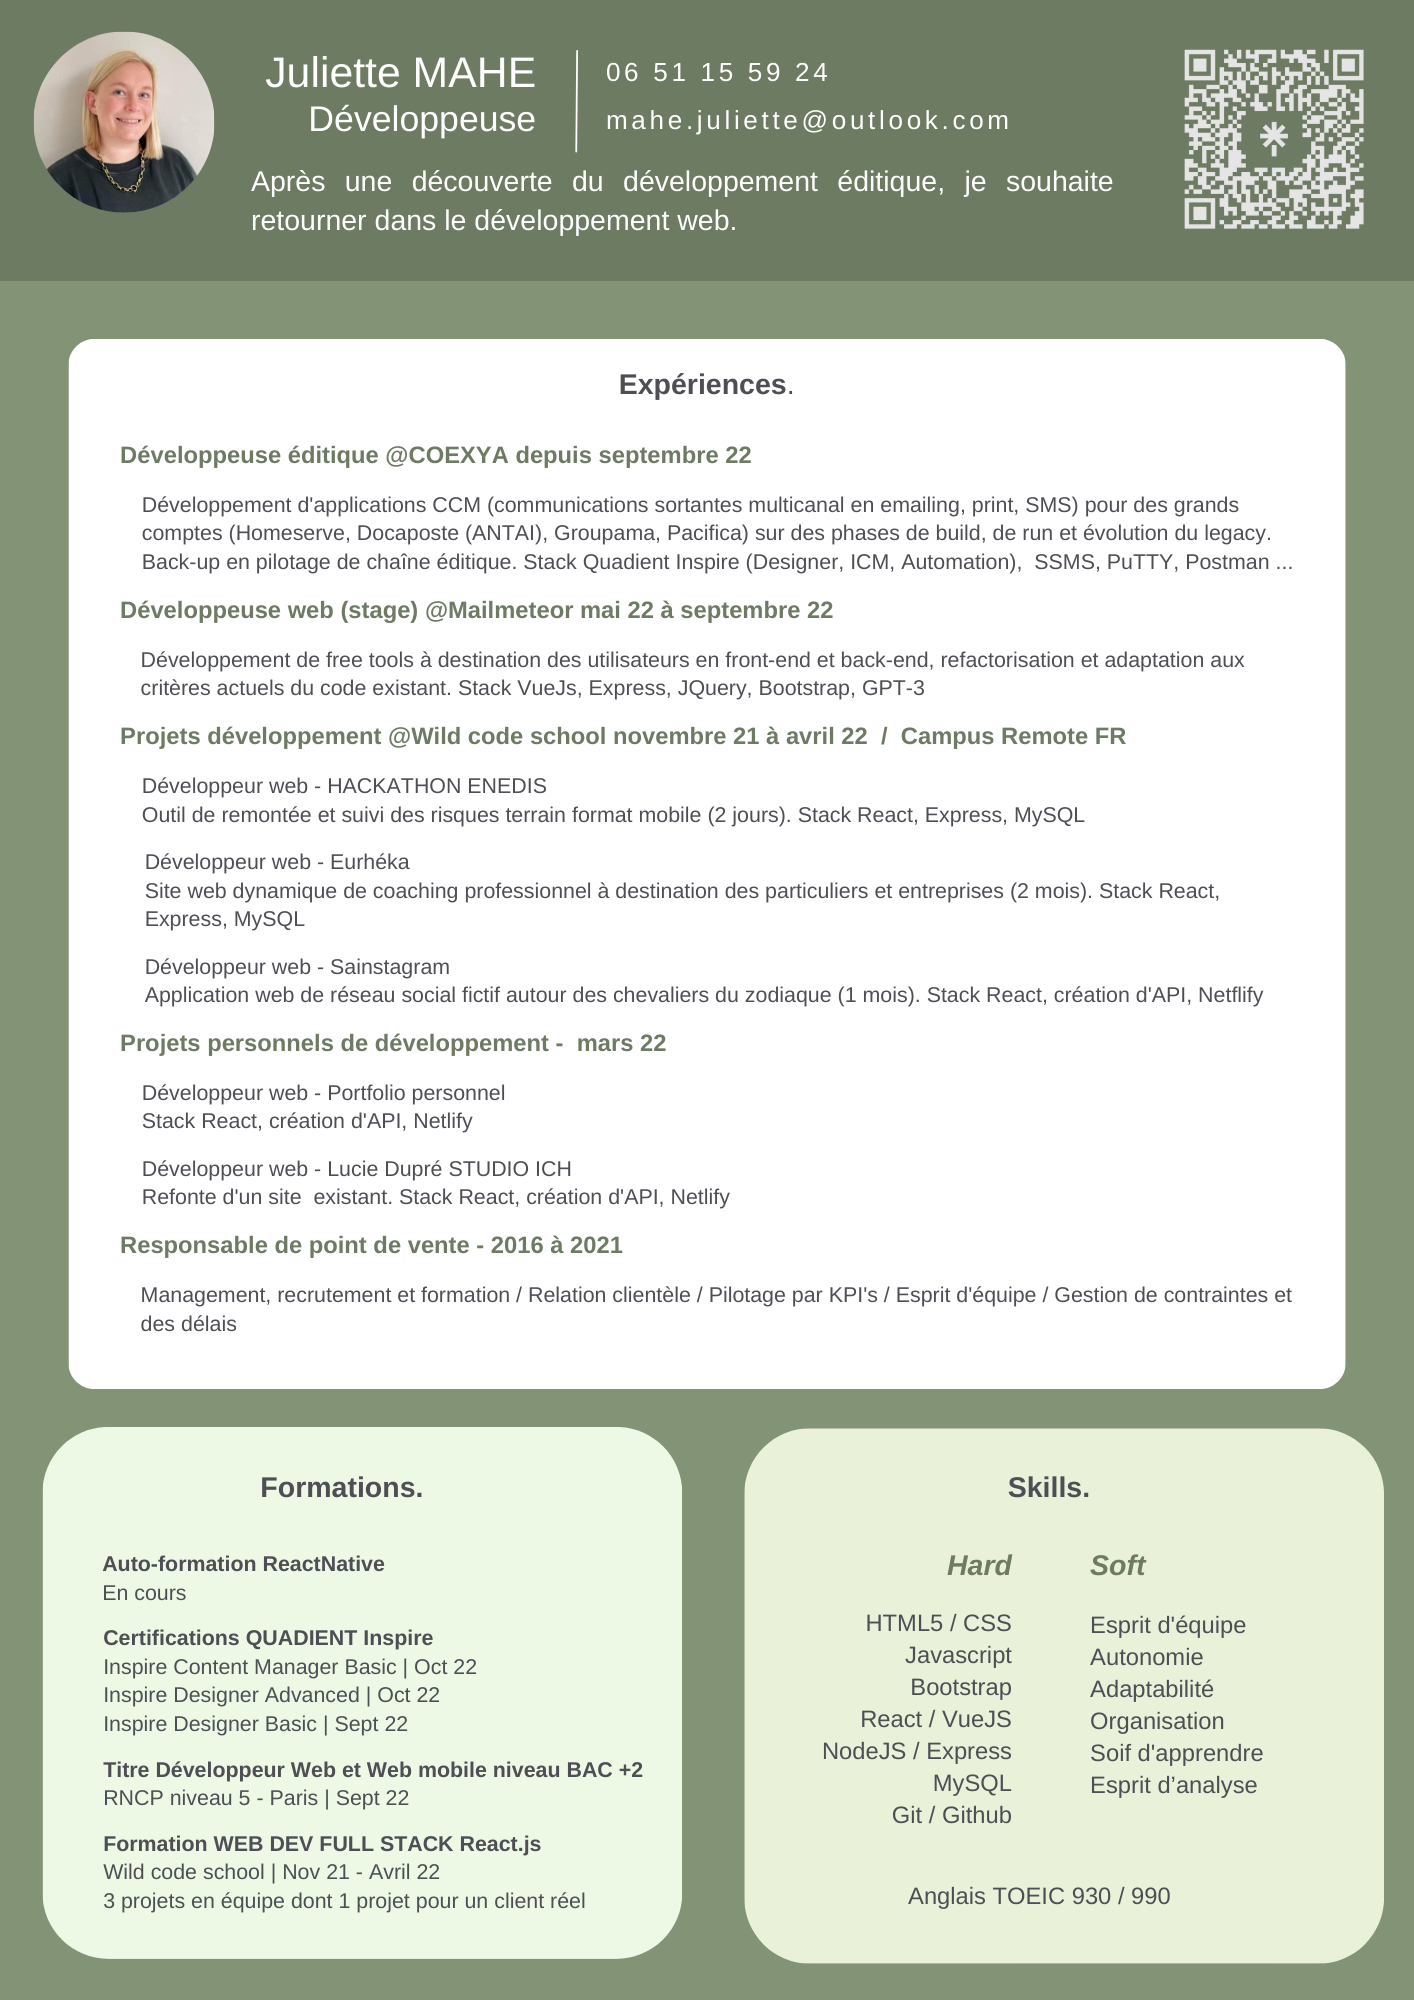 Juliette MAHE
Développeuse
06 51 15 59 24
mahe.juliette@outlook.com
Après une découverte du développement éditique, je souhaite
retourner dans le développement web.
Expériences.
Développeuse éditique @COEXYA depuis septembre 22
Développement d'applications CCM (communications sortantes multicanal en emailing, print, SMS) pour des grands
comptes (Homeserve, Docaposte (ANTAI), Groupama, Pacifica) sur des phases de build, de run et évolution du legacy.
Back-up en pilotage de chaîne éditique. Stack Quadient Inspire (Designer, ICM, Automation),  SSMS, PuTTY, Postman ...
Développeuse web (stage) @Mailmeteor mai 22 à septembre 22
Développement de free tools à destination des utilisateurs en front-end et back-end, refactorisation et adaptation aux
critères actuels du code existant. Stack VueJs, Express, JQuery, Bootstrap, GPT-3
Projets développement @Wild code school novembre 21 à avril 22  /  Campus Remote FR
Développeur web - HACKATHON ENEDIS
Outil de remontée et suivi des risques terrain format mobile (2 jours). Stack React, Express, MySQL
Développeur web - Eurhéka
Site web dynamique de coaching professionnel à destination des particuliers et entreprises (2 mois). Stack React,
Express, MySQL
Développeur web - Sainstagram
Application web de réseau social fictif autour des chevaliers du zodiaque (1 mois). Stack React, création d'API, Netflify
Projets personnels de développement -  mars 22
Développeur web - Portfolio personnel
Stack React, création d'API, Netlify
Développeur web - Lucie Dupré STUDIO ICH
Refonte d'un site  existant. Stack React, création d'API, Netlify
Responsable de point de vente - 2016 à 2021
Management, recrutement et formation / Relation clientèle / Pilotage par KPI's / Esprit d'équipe / Gestion de contraintes et
des délais
Formations.
Auto-formation ReactNative
En cours
Certifications QUADIENT Inspire
Inspire Content Manager Basic | Oct 22
Inspire Designer Advanced | Oct 22
Inspire Designer Basic | Sept 22
Titre Développeur Web et Web mobile niveau BAC +2
RNCP niveau 5 - Paris | Sept 22
Formation WEB DEV FULL STACK React.js
Wild code school | Nov 21 - Avril 22
3 projets en équipe dont 1 projet pour un client réel
Skills.
Hard
HTML5 / CSS
Javascript
Bootstrap
React / VueJS
NodeJS / Express
MySQL
Git / Github
Soft
Esprit d'équipe
Autonomie
Adaptabilité
Organisation
Soif d'apprendre
Esprit d’analyse
Anglais TOEIC 930 / 990